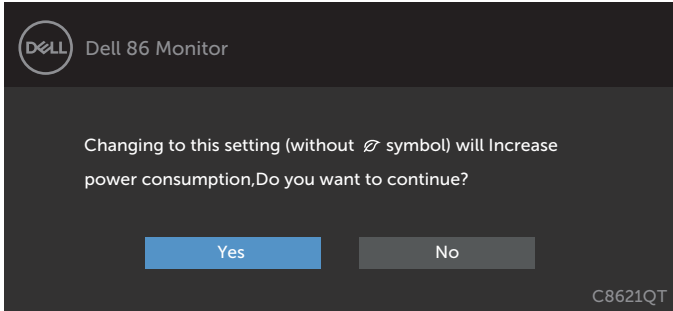 DELL
Dell 86 Monitor
Changing to this setting (without symbol) will Increase
power consumption,Do you want to continue?
Yes
No
C8621QT